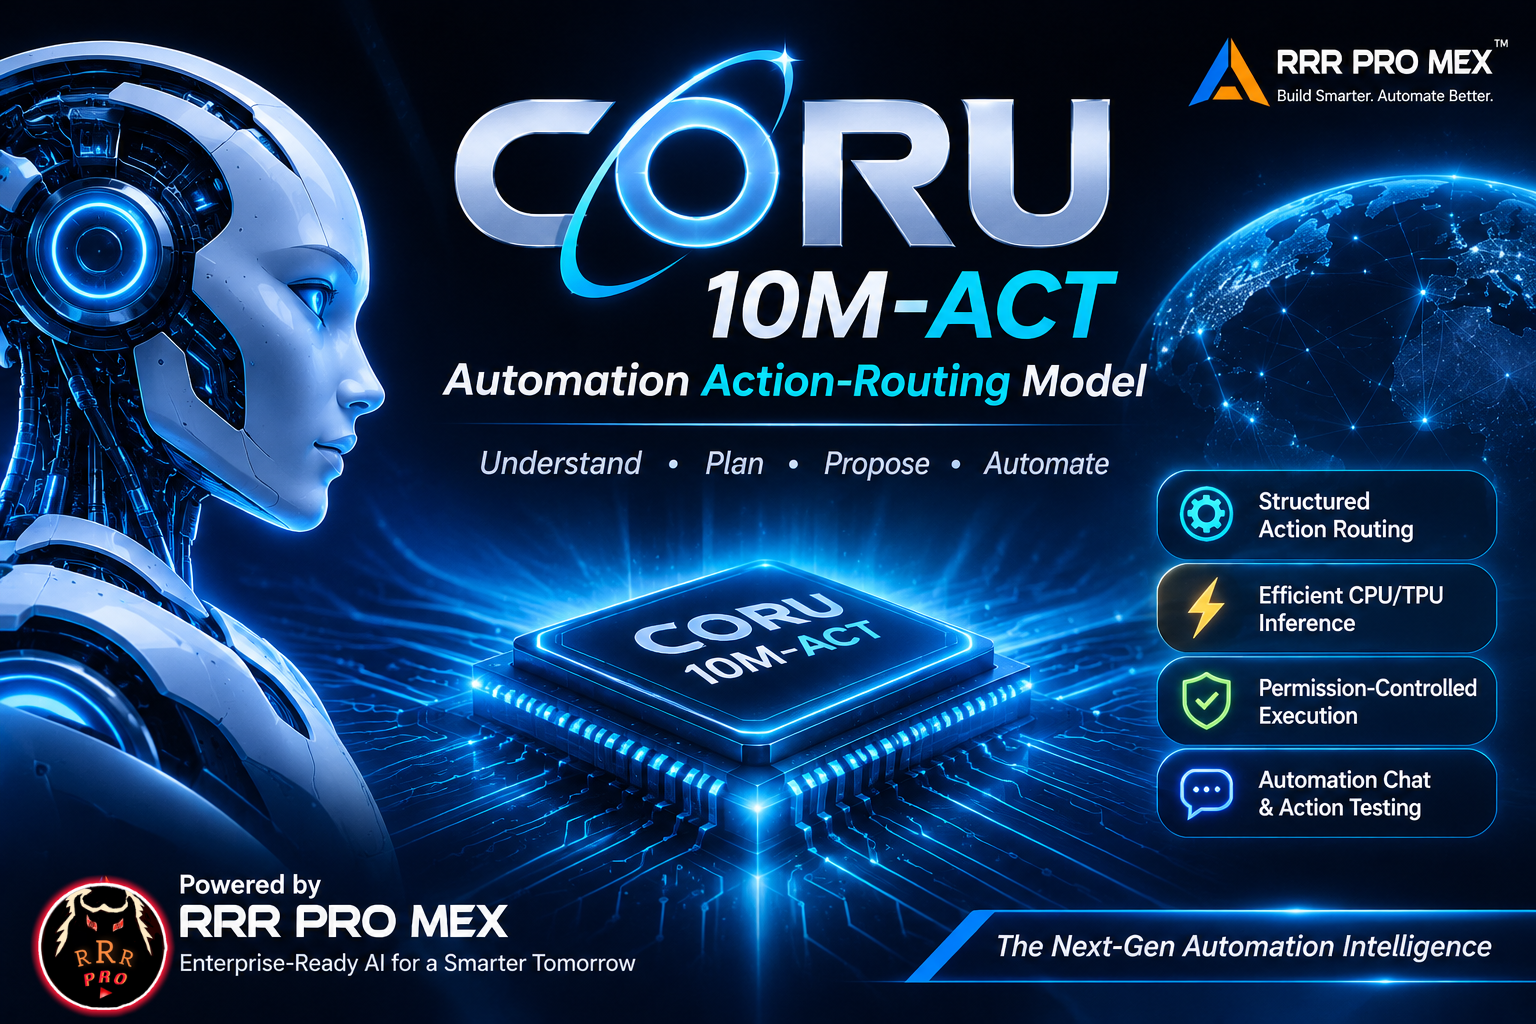 CORU
10M-ACT
Automation Action-Routing Model
Understand • Plan • Propose • Automate
RRR PRO MEX™
Build Smarter. Automate Better.
Structured
Action Routing
Efficient CPU/TPU
Inference
Permission-Controlled
Execution
Automation Chat
& Action Testing
CORU
10M-ACT
RRR
PRO
Powered by
RRR PRO MEX
Enterprise-Ready AI for a Smarter Tomorrow
The Next-Gen Automation Intelligence